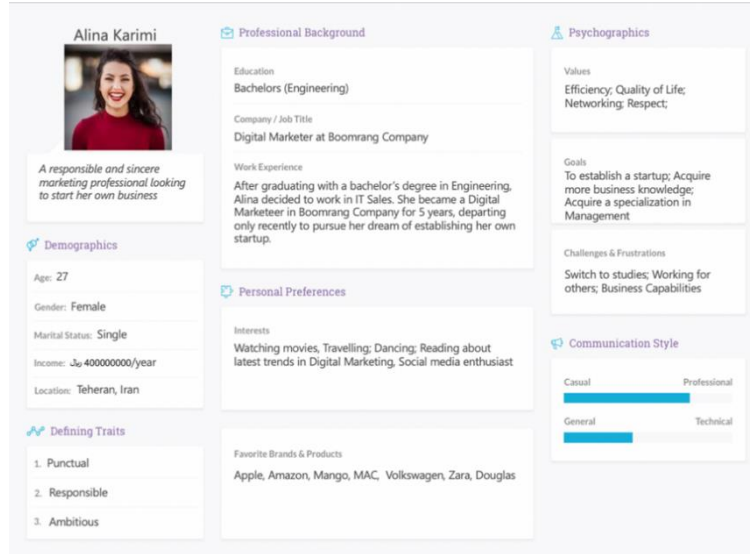 Alina Karimi
A responsible and sincere
marketing professional looking
to start her own business
Demographics
Age: 27
Gender: Female
Marital Status: Single
Income: ریال 400000000/year
Location: Teheran, Iran
Defining Traits
1. Punctual
2. Responsible
3. Ambitious
Professional Background
Education
Bachelors (Engineering)
Company / Job Title
Digital Marketer at Boomrang Company
Work Experience
After graduating with a bachelor's degree in Engineering,
Alina decided to work in IT Sales. She became a Digital
Marketeer in Boomrang Company for 5 years, departing
only recently to pursue her dream of establishing her own
startup.
Personal Preferences
Interests
Watching movies, Travelling; Dancing; Reading about
latest trends in Digital Marketing, Social media enthusiast
Favorite Brands & Products
Apple, Amazon, Mango, MAC, Volkswagen, Zara, Douglas
Psychographics
Values
Efficiency; Quality of Life;
Networking; Respect;
Goals
To establish a startup; Acquire
more business knowledge;
Acquire a specialization in
Management
Challenges & Frustrations
Switch to studies; Working for
others; Business Capabilities
Communication Style
Casual Professional
General Technical